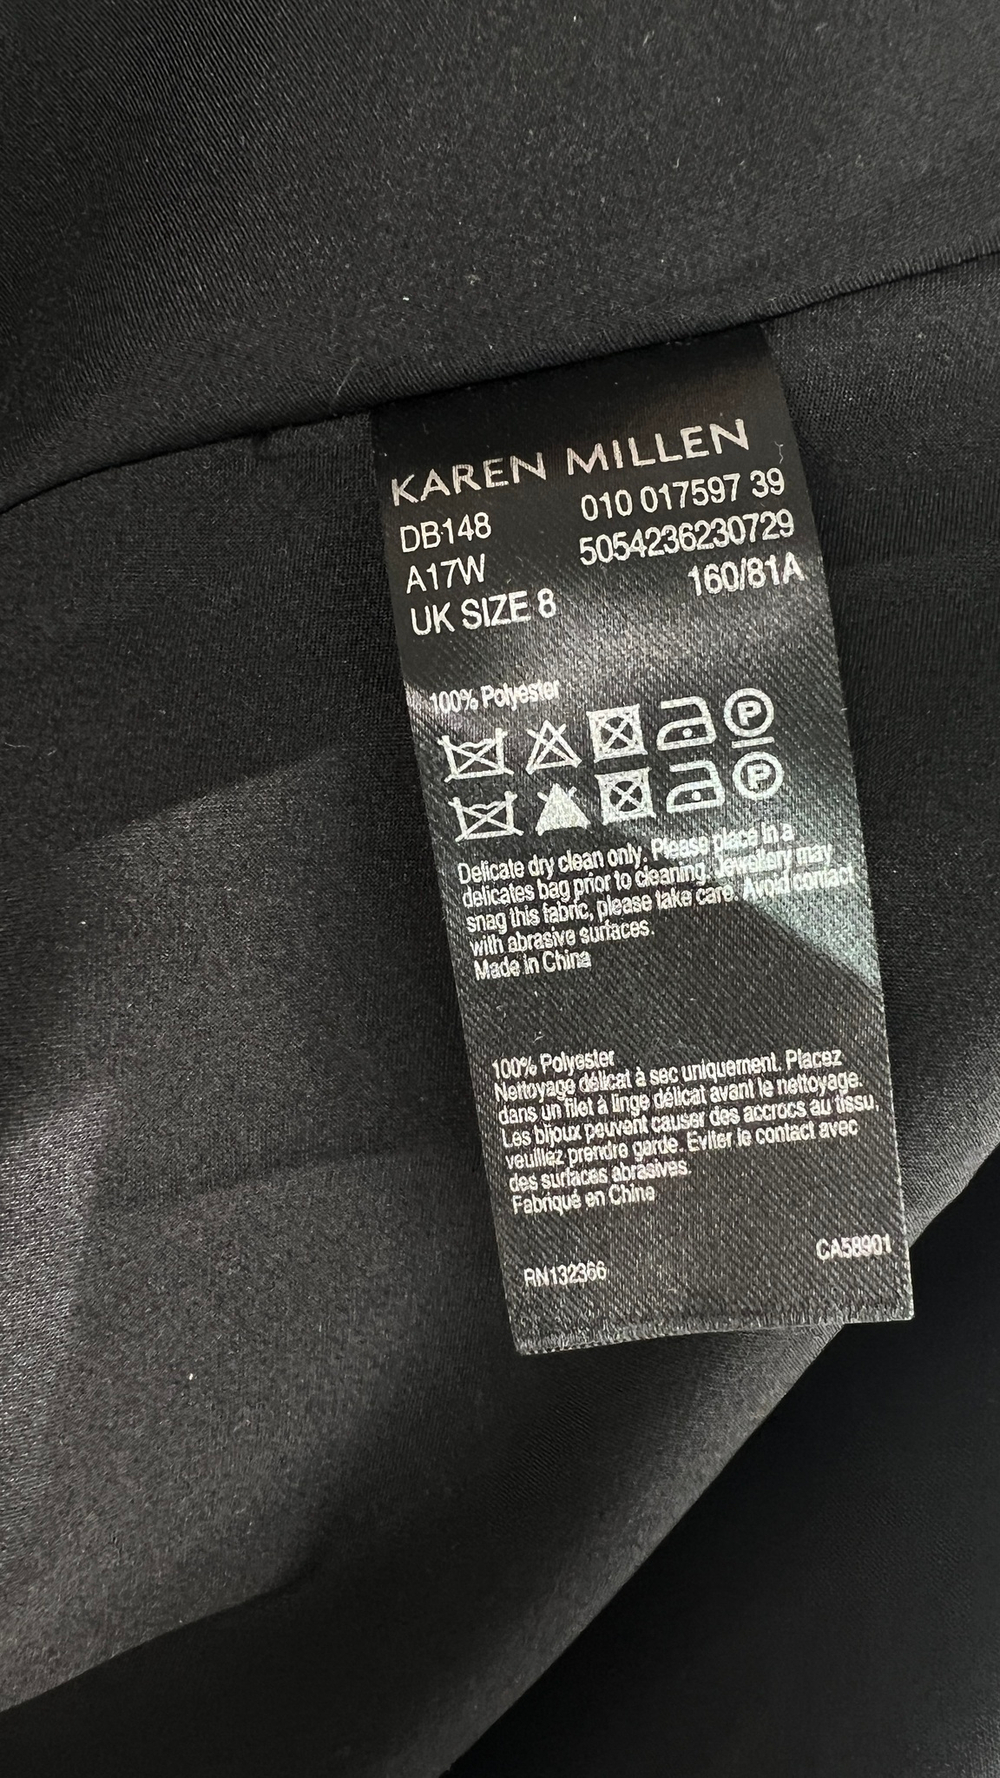 KAREN MILLEN
DB148 010 017597 39
A17W 5054236230729
UK SIZE 8 160/81A
100% Polyester
P
P
Delicate dry clean only. Please place in a
delicates bag prior to cleaning. Jewellery may
snag this fabric, please take care. Avoid contact
with abrasive surfaces.
Made in China
100% Polyester
Nettoyage délicat à sec uniquement. Placez
dans un filet à linge délicat avant le nettoyage.
Les bijoux peuvent causer des accrocs au tissu,
veuillez prendre garde. Eviter le contact avec
des surfaces abrasives.
Fabriqué en Chine
RN132366 CA58901